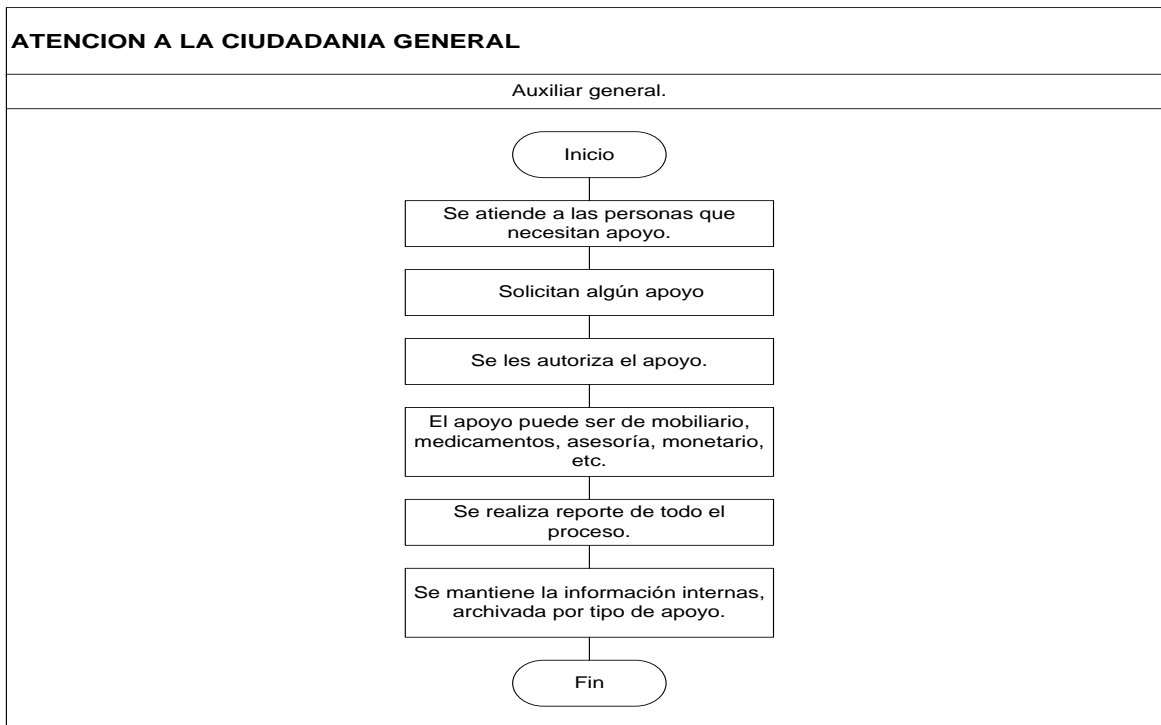 ATENCION A LA CIUDADANIA GENERAL
Auxiliar general.
Inicio
Se atiende a las personas que
necesitan apoyo.
Solicitan algún apoyo
Se les autoriza el apoyo.
El apoyo puede ser de mobiliario,
medicamentos, asesoría, monetario,
etc.
Se realiza reporte de todo el
proceso.
Se mantiene la información internas,
archivada por tipo de apoyo.
Fin